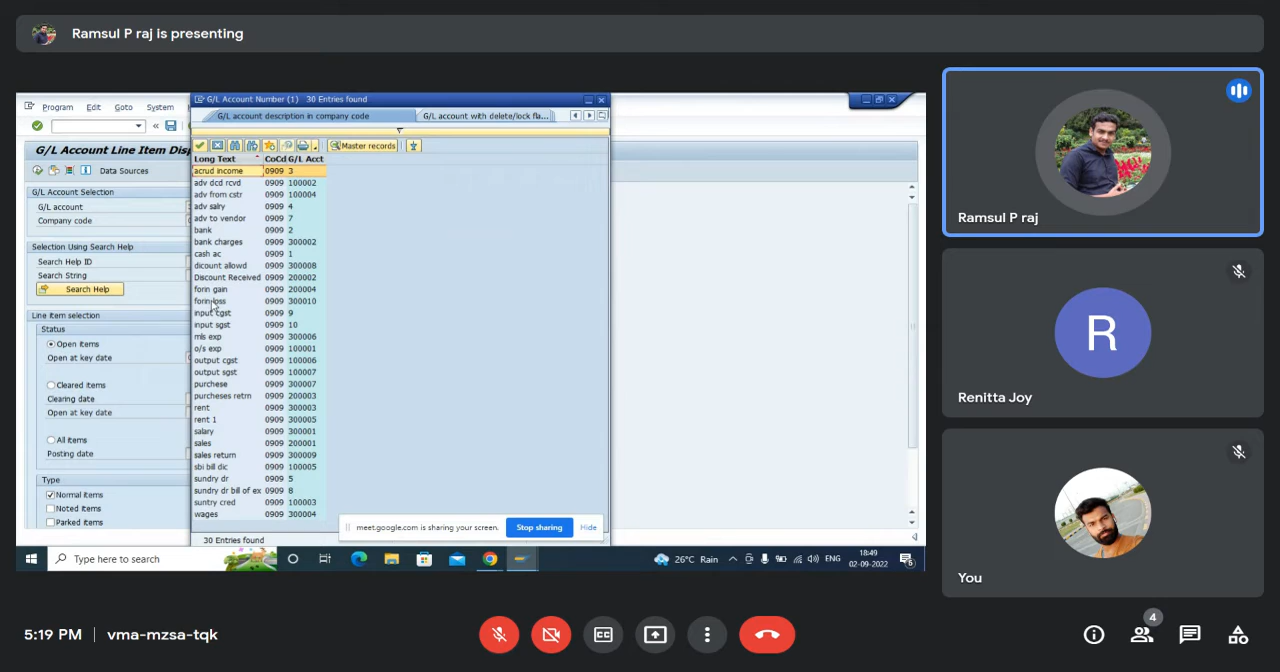 Ramsul P raj is presenting
Program Edit Goto System
G/L Account Line Item Disp
Data Sources
G/L Account Selection
G/L account
Company code
Selection Using Search Help
Search Help ID
Search String
Search Help
Line item selection
Status
Open items
Open at key date
Cleared items
Clearing date
Open at key date
All items
Posting date
Type
Normal items
Noted items
Parked items
G/L Account Number (1) 30 Entries found
G/L account description in company code
G/L account with delete/lock fla...
Master records
Long Text CoCd G/L Acct
acrud income 0909 3
adv dcd rcvd 0909 100002
adv from cstr 0909 100004
adv salry 0909 4
adv to vendor 0909 7
bank 0909 2
bank charges 0909 300002
cash ac 0909 1
dicount allowd 0909 300008
Discount Received 0909 200002
forin gain 0909 200004
forin loss 0909 300010
input cgst 0909 9
input sgst 0909 10
mls exp 0909 300006
o/s exp 0909 100001
output cgst 0909 100006
output sgst 0909 100007
purchese 0909 300007
purcheses retrn 0909 200003
rent 0909 300003
rent 1 0909 300005
salary 0909 300001
sales 0909 200001
sales return 0909 300009
sbi bill dic 0909 100005
sundry dr 0909 5
sundry dr bill of ex 0909 8
suntry cred 0909 100003
wages 0909 300004
30 Entries found
meet.google.com is sharing your screen. Stop sharing Hide
Type here to search
26°C Rain
ENG
18:49
02-09-2022
6
Ramsul P raj
R
Renitta Joy
You
5:19 PM | vma-mzsa-tqk
CC
4